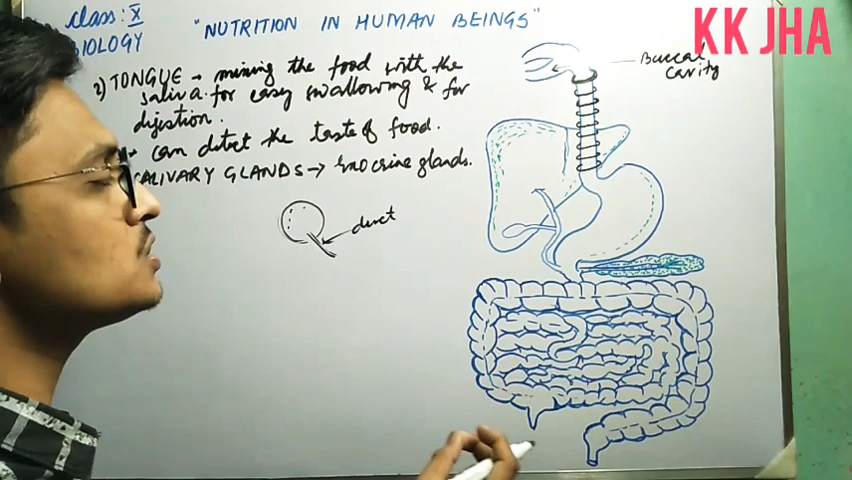 class: X
BIOLOGY
"NUTRITION IN HUMAN BEINGS"
KK JHA
2) TONGUE → mixing the food with the
saliva for easy swallowing & for
digestion.
can detect the taste of food.
SALIVARY GLANDS → Exocrine glands.
duct
Buccal
cavity